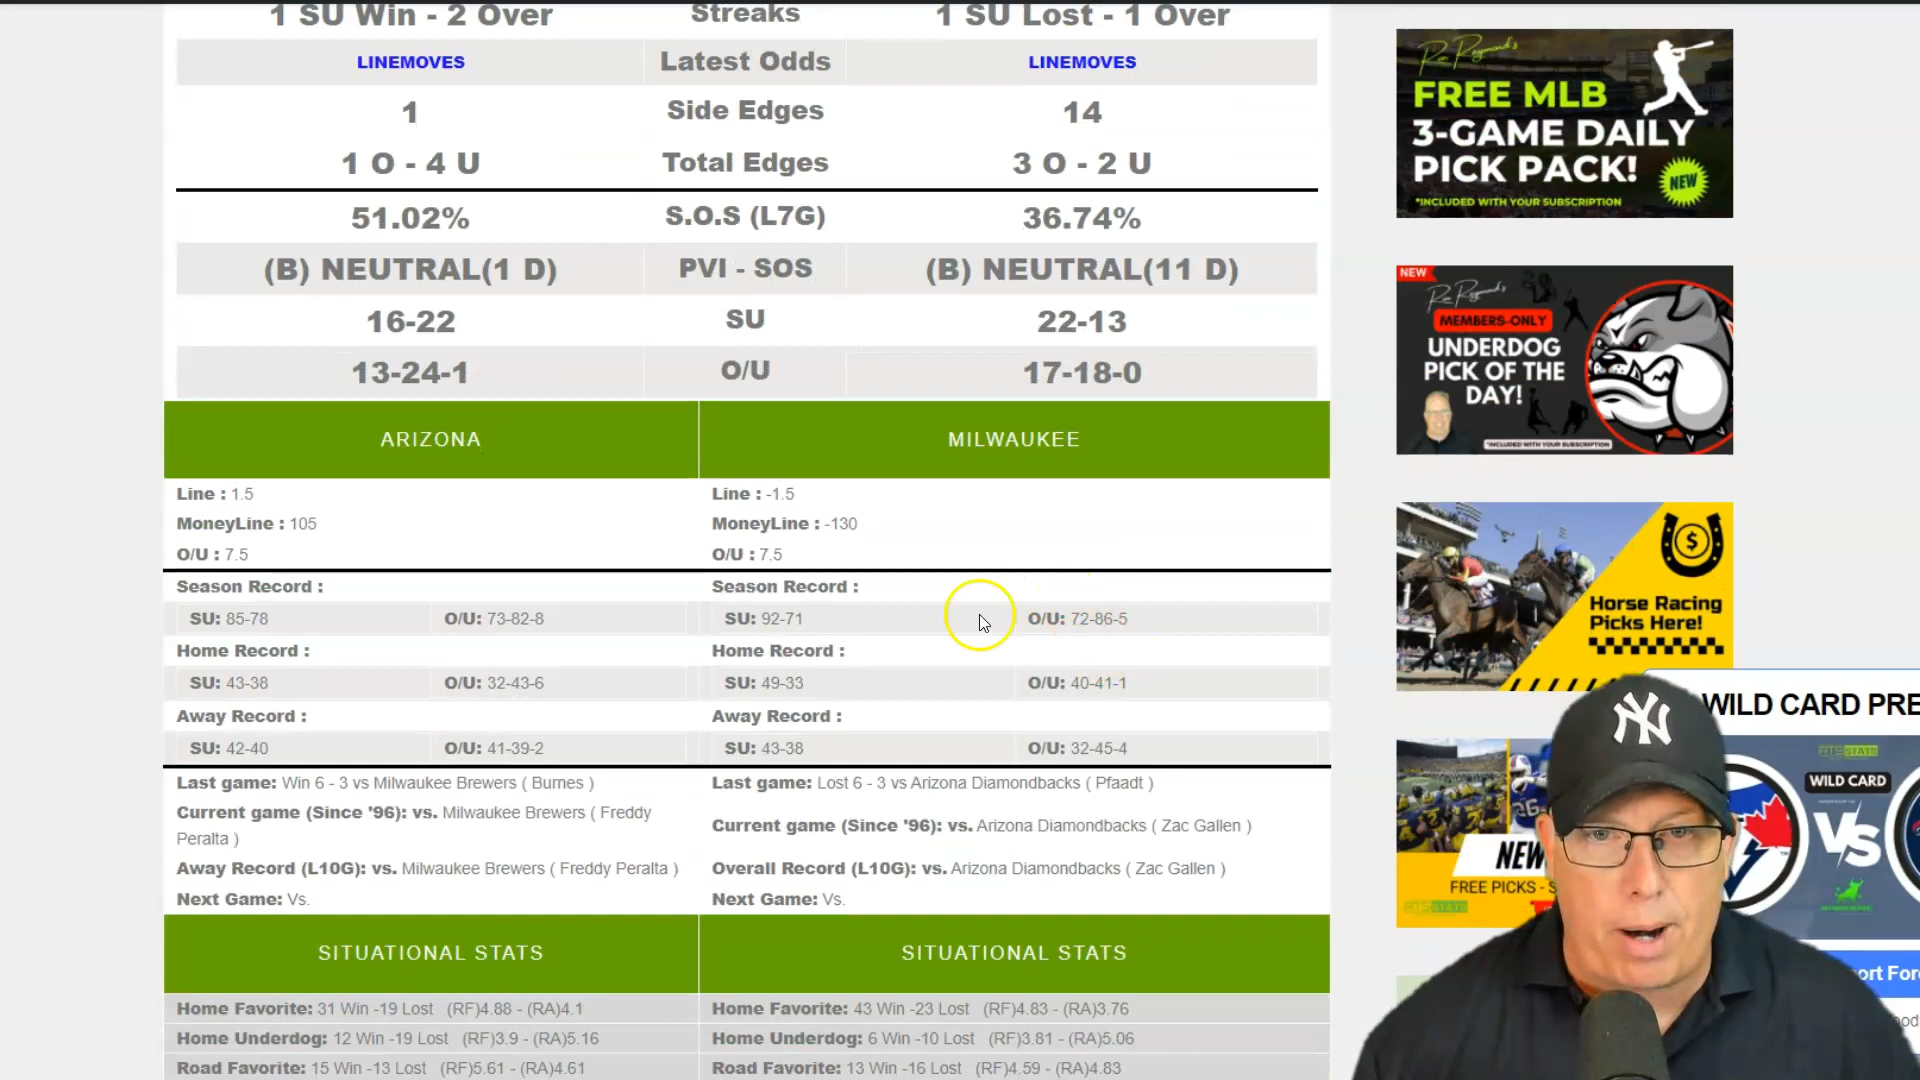 1 SU Win - 2 Over Streaks 1 SU Lost - 1 Over
LINEMOVES Latest Odds LINEMOVES
1 Side Edges 14
1 O - 4 U Total Edges 3 O - 2 U
51.02% S.O.S (L7G) 36.74%
(B) NEUTRAL(1 D) PVI - SOS (B) NEUTRAL(11 D)
16-22 SU 22-13
13-24-1 O/U 17-18-0
ARIZONA MILWAUKEE
Line : 1.5 Line : -1.5
MoneyLine : 105 MoneyLine : -130
O/U : 7.5 O/U : 7.5
Season Record : Season Record :
SU: 85-78 O/U: 73-82-8 SU: 92-71 O/U: 72-86-5
Home Record : Home Record :
SU: 43-38 O/U: 32-43-6 SU: 49-33 O/U: 40-41-1
Away Record : Away Record :
SU: 42-40 O/U: 41-39-2 SU: 43-38 O/U: 32-45-4
Last game: Win 6 - 3 vs Milwaukee Brewers ( Burnes ) Last game: Lost 6 - 3 vs Arizona Diamondbacks ( Pfaadt )
Current game (Since '96): vs. Milwaukee Brewers ( Freddy
Peralta )
Current game (Since '96): vs. Arizona Diamondbacks ( Zac Gallen )
Away Record (L10G): vs. Milwaukee Brewers ( Freddy Peralta ) Overall Record (L10G): vs. Arizona Diamondbacks ( Zac Gallen )
Next Game: Vs. Next Game: Vs.
SITUATIONAL STATS SITUATIONAL STATS
Home Favorite: 31 Win -19 Lost (RF)4.88 - (RA)4.1 Home Favorite: 43 Win -23 Lost (RF)4.83 - (RA)3.76
Home Underdog: 12 Win -19 Lost (RF)3.9 - (RA)5.16 Home Underdog: 6 Win -10 Lost (RF)3.81 - (RA)5.06
Road Favorite: 15 Win -13 Lost (RF)5.61 - (RA)4.61 Road Favorite: 13 Win -16 Lost (RF)4.59 - (RA)4.83
Ron Raymond's
FREE MLB
3-GAME DAILY
PICK PACK!
NEW
*INCLUDED WITH YOUR SUBSCRIPTION
NEW
Ron Raymond's
MEMBERS-ONLY
UNDERDOG
PICK OF THE
DAY!
*INCLUDED WITH YOUR SUBSCRIPTION
$
Horse Racing
Picks Here!
NEW
FREE PICKS - S
WILD CARD PRE
WILD CARD
VS
NY
ort Fore